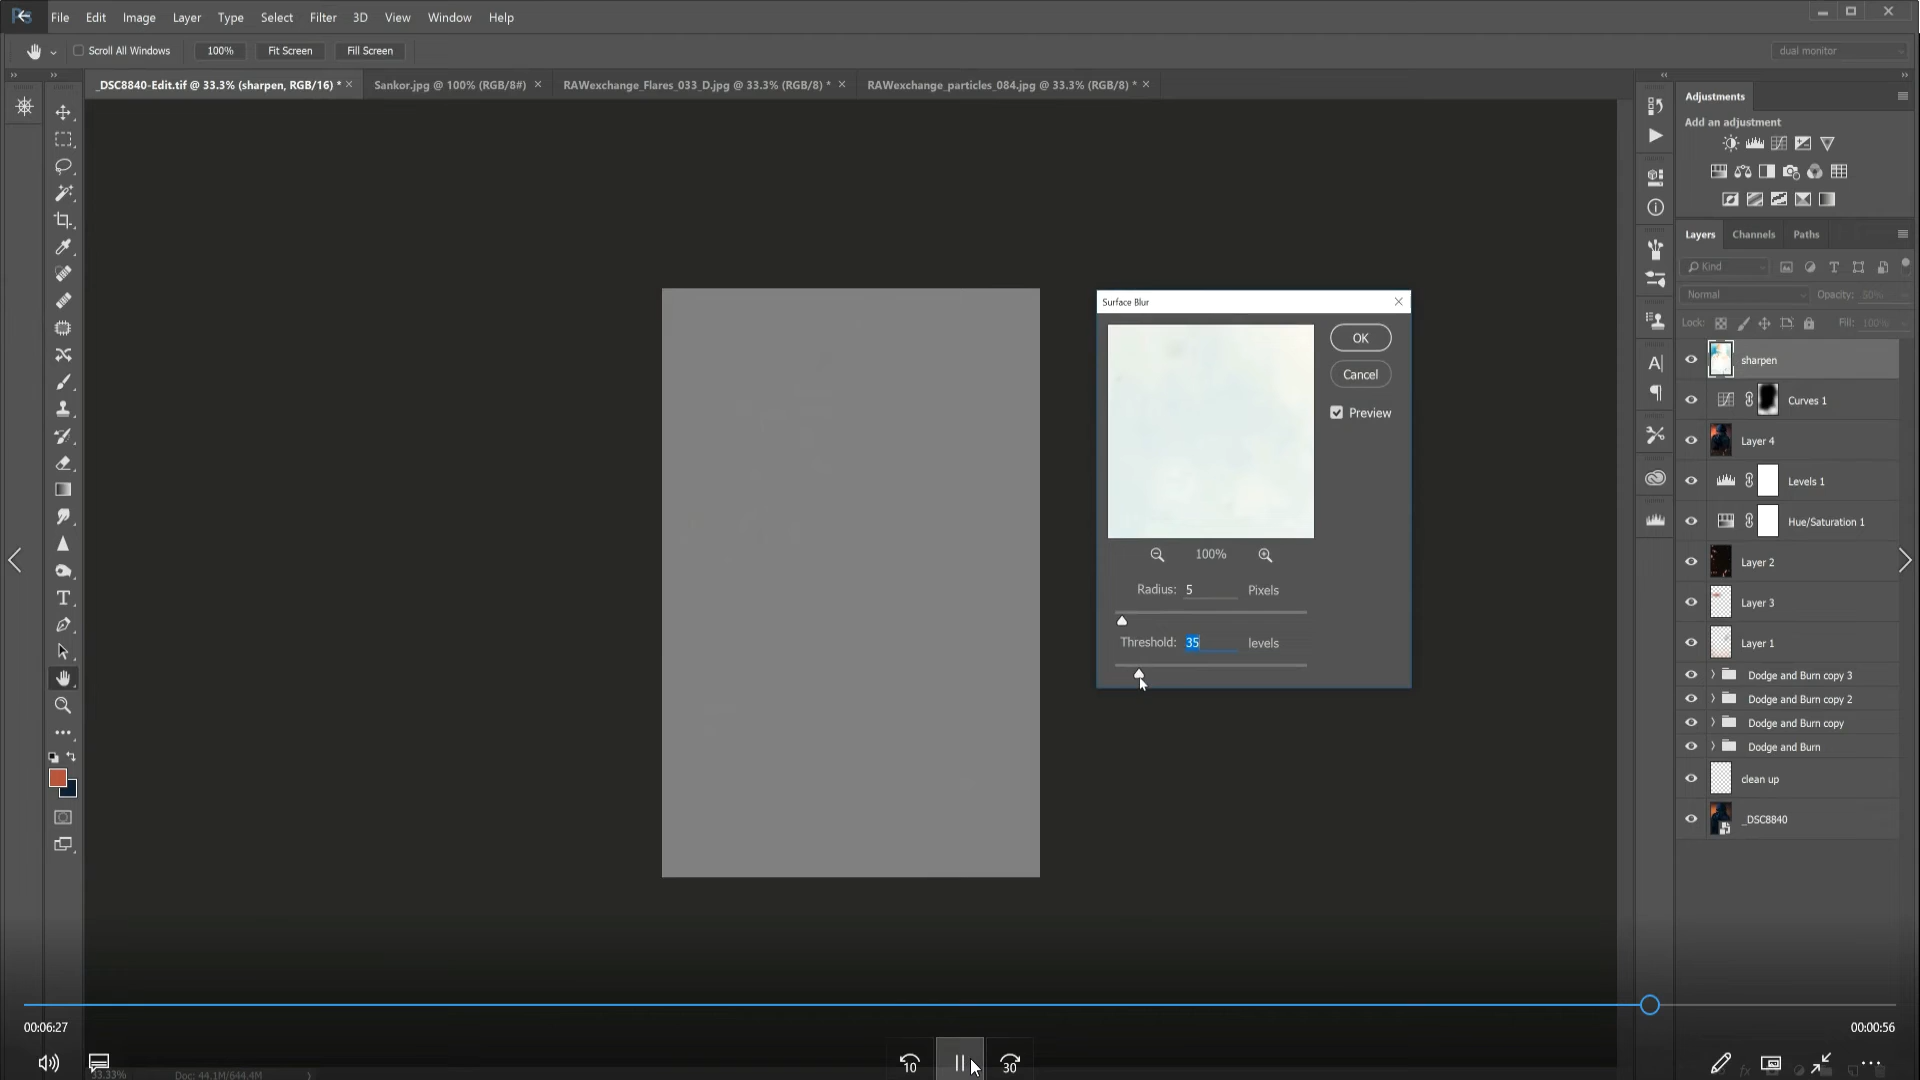 File Edit Image Layer Type Select Filter 3D View Window Help
Scroll All Windows 100% Fit Screen Fill Screen dual monitor
_DSC8840-Edit.tif @ 33.3% (sharpen, RGB/16) * × Sankor.jpg @ 100% (RGB/8#) × RAWexchange_Flares_033_D.jpg @ 33.3% (RGB/8) * × RAWexchange_particles_084.jpg @ 33.3% (RGB/8) * ×
Adjustments
Add an adjustment
Layers Channels Paths
Kind
Normal Opacity: 50%
Lock: Fill: 100%
sharpen
Curves 1
Layer 4
Levels 1
Hue/Saturation 1
Layer 2
Layer 3
Layer 1
Dodge and Burn copy 3
Dodge and Burn copy 2
Dodge and Burn copy
Dodge and Burn
clean up
_DSC8840
Surface Blur
OK
Cancel
Preview
100%
Radius: 5 Pixels
Threshold: 35 levels
00:06:27 00:00:56
10 30
33.33% Doc: 44.1M/644.4M